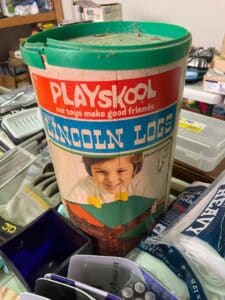 PLAYSKOOL
our toys make good friends
LINCOLN LOGS
HEAVY